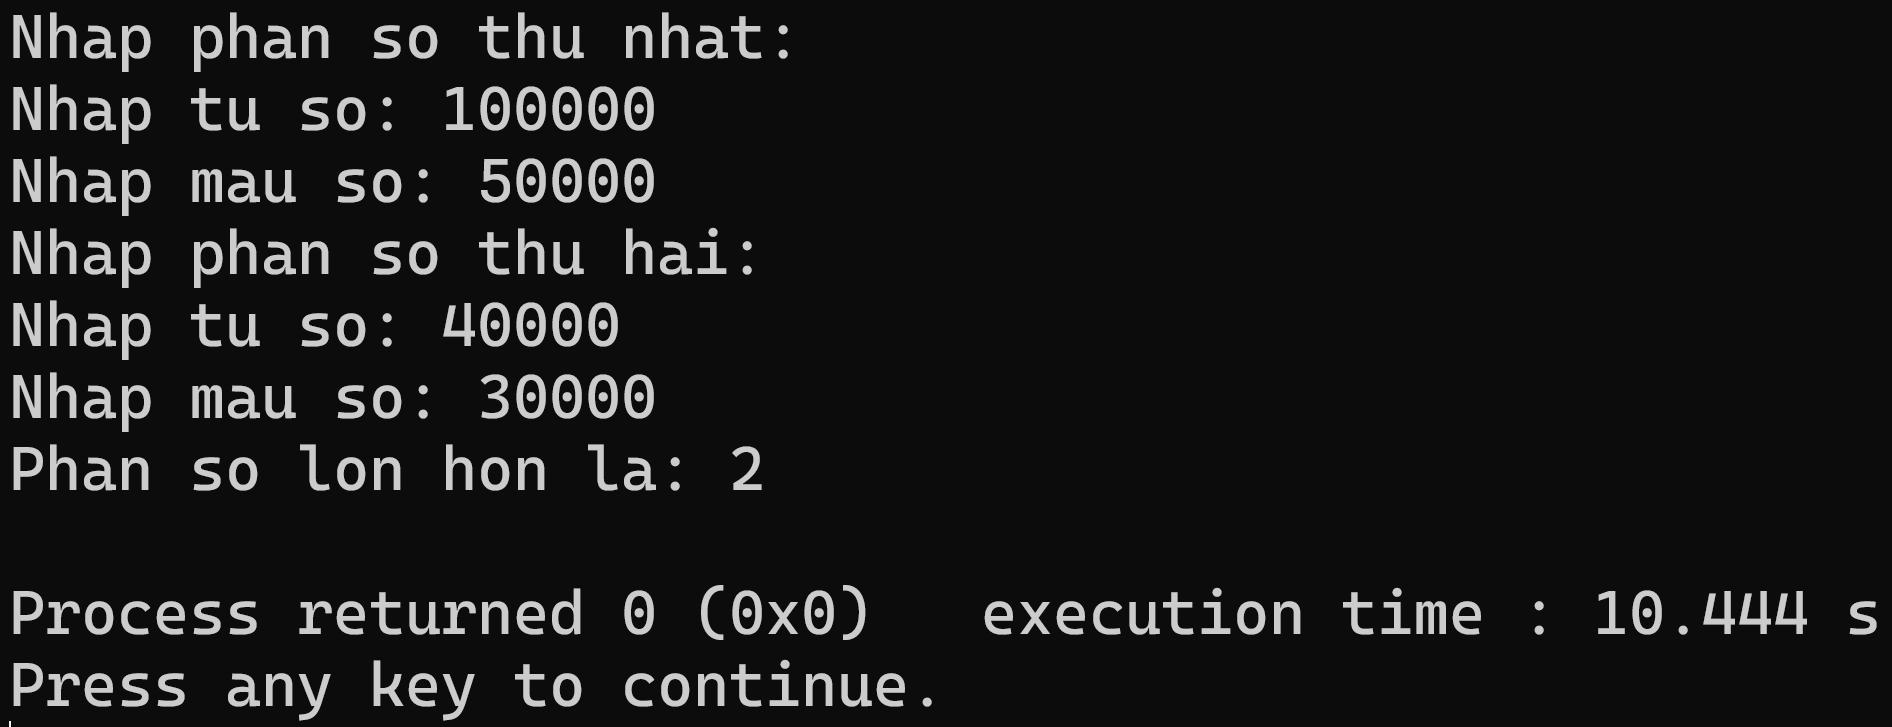 Nhap phan so thu nhat:
Nhap tu so: 100000
Nhap mau so: 50000
Nhap phan so thu hai:
Nhap tu so: 40000
Nhap mau so: 30000
Phan so lon hon la: 2
Process returned 0 (0x0)   execution time : 10.444 s
Press any key to continue.